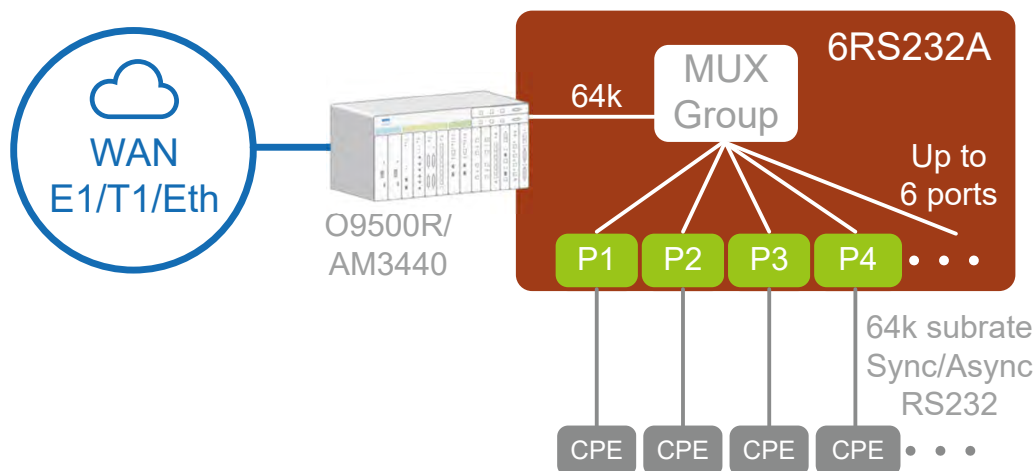 6RS232A
MUX
Group
64k
WAN
E1/T1/Eth
Up to
6 ports
O9500R/
AM3440
P1 P2 P3 P4 • • •
64k subrate
Sync/Async
RS232
CPE CPE CPE CPE • • •